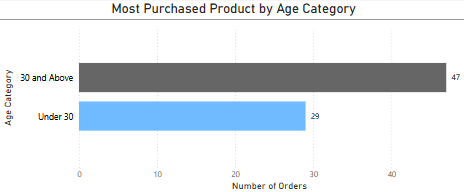 Most Purchased Product by Age Category
Age Category
30 and Above
47
Under 30
29
0 10 20 30 40
Number of Orders